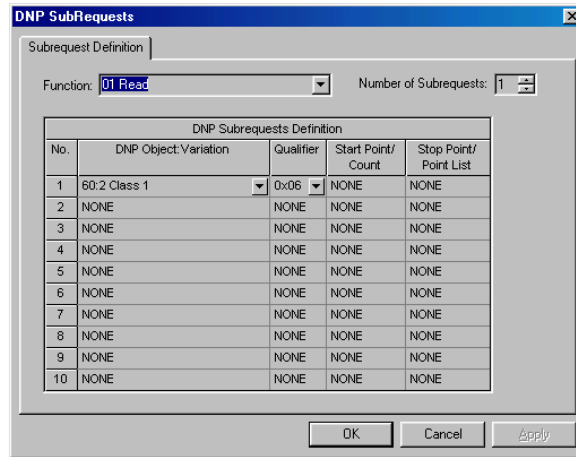 DNP SubRequests
Subrequest Definition
Function: 01 Read Number of Subrequests: 1
DNP Subrequests Definition
No. DNP Object:Variation Qualifier Start Point/ Count Stop Point/ Point List
1 60:2 Class 1 0x06 NONE NONE
2 NONE NONE NONE NONE
3 NONE NONE NONE NONE
4 NONE NONE NONE NONE
5 NONE NONE NONE NONE
6 NONE NONE NONE NONE
7 NONE NONE NONE NONE
8 NONE NONE NONE NONE
9 NONE NONE NONE NONE
10 NONE NONE NONE NONE
OK Cancel Apply